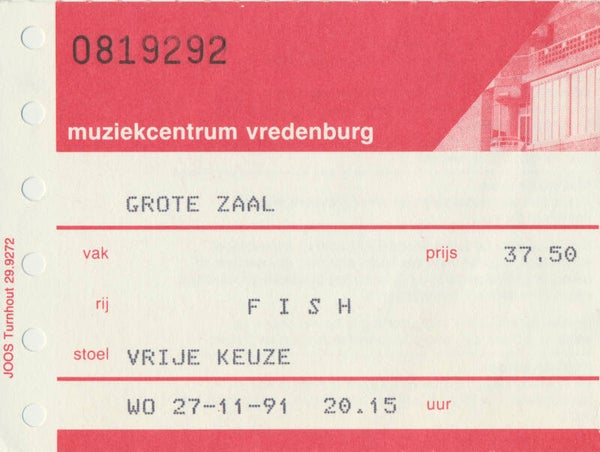 0819292
muziekcentrum vredenburg
GROTE ZAAL
vak prijs 37.50
rij F I S H
stoel VRIJE KEUZE
WO 27-11-91 20.15 uur
JOOS Turnhout 29.9272